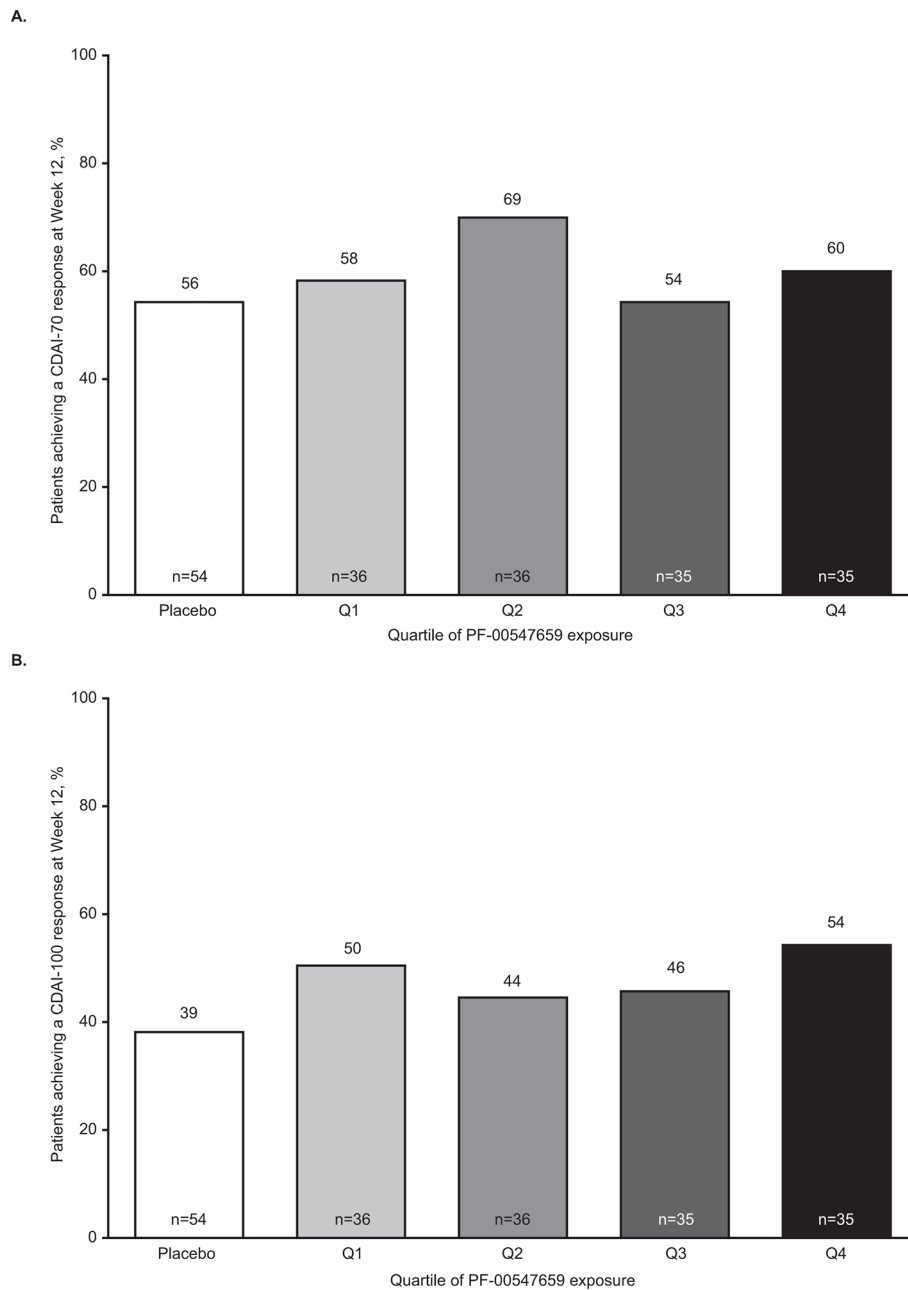 A.
Patients achieving a CDAI-70 response at Week 12, %
100
80
60
40
20
0
56
58
69
54
60
n=54
n=36
n=36
n=35
n=35
Placebo
Q1
Q2
Q3
Q4
Quartile of PF-00547659 exposure
B.
Patients achieving a CDAI-100 response at Week 12, %
100
80
60
40
20
0
39
50
44
46
54
n=54
n=36
n=36
n=35
n=35
Placebo
Q1
Q2
Q3
Q4
Quartile of PF-00547659 exposure